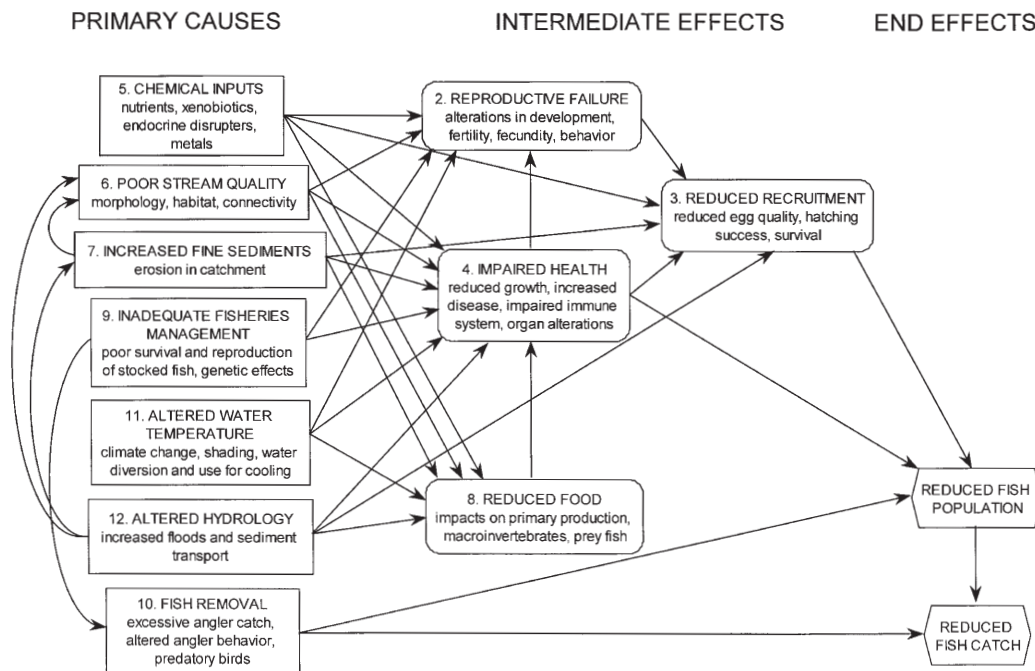 PRIMARY CAUSES
INTERMEDIATE EFFECTS
END EFFECTS
5. CHEMICAL INPUTS
nutrients, xenobiotics,
endocrine disrupters,
metals
6. POOR STREAM QUALITY
morphology, habitat, connectivity
7. INCREASED FINE SEDIMENTS
erosion in catchment
9. INADEQUATE FISHERIES
MANAGEMENT
poor survival and reproduction
of stocked fish, genetic effects
11. ALTERED WATER
TEMPERATURE
climate change, shading, water
diversion and use for cooling
12. ALTERED HYDROLOGY
increased floods and sediment
transport
10. FISH REMOVAL
excessive angler catch,
altered angler behavior,
predatory birds
2. REPRODUCTIVE FAILURE
alterations in development,
fertility, fecundity, behavior
4. IMPAIRED HEALTH
reduced growth, increased
disease, impaired immune
system, organ alterations
8. REDUCED FOOD
impacts on primary production,
macroinvertebrates, prey fish
3. REDUCED RECRUITMENT
reduced egg quality, hatching
success, survival
REDUCED FISH
POPULATION
REDUCED
FISH CATCH